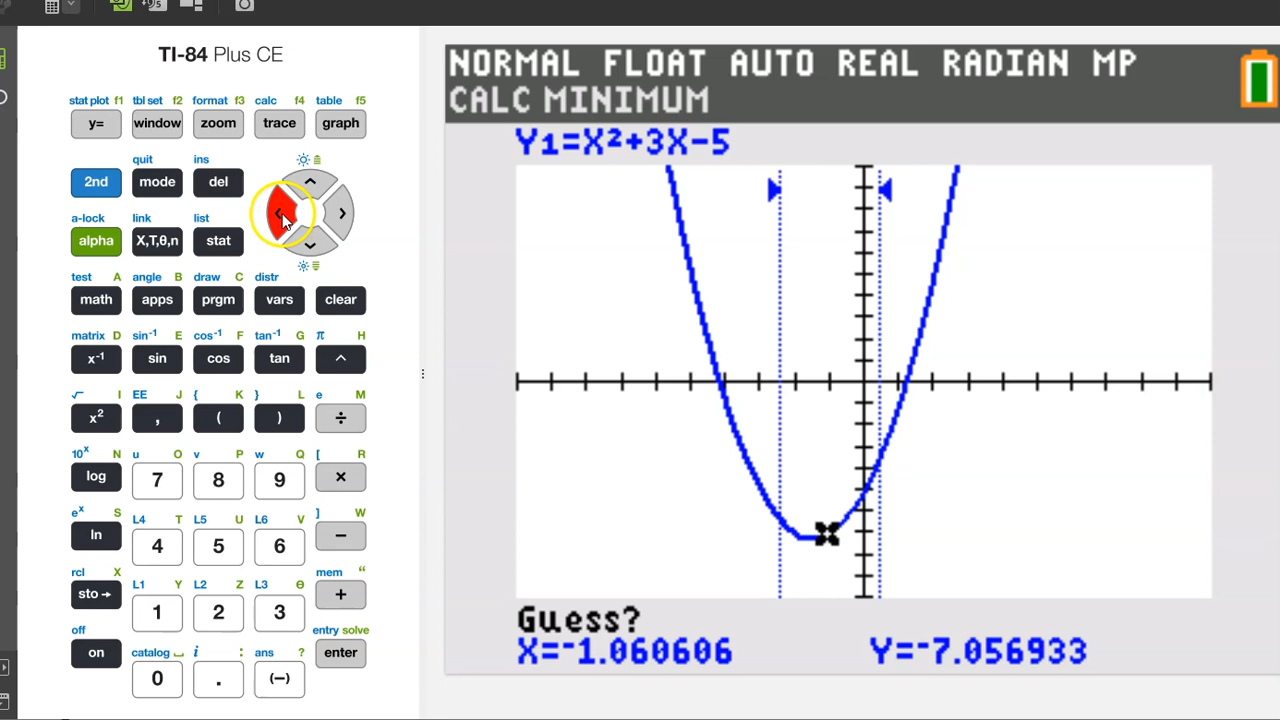 TI-84 Plus CE
stat plot f1 tbl set f2 format f3 calc f4 table f5
y= window zoom trace graph
quit ins
2nd mode del
a-lock link list
alpha X,T,θ,n stat
test A angle B draw C distr
math apps prgm vars clear
matrix D sin⁻¹ E cos⁻¹ F tan⁻¹ G π H
x⁻¹ sin cos tan ^
√ I EE J { K } L e M
x² , ( ) ÷
10ˣ N u O v P w Q [ R
log 7 8 9 ×
eˣ S L4 T L5 U L6 V ] W
ln 4 5 6 −
rcl X L1 Y L2 Z L3 θ mem “
sto→ 1 2 3 +
off catalog ⎵ i : ans ? entry solve
on 0 . (−) enter
NORMAL FLOAT AUTO REAL RADIAN MP
CALC MINIMUM
Y1=X²+3X−5
Guess?
X=⁻1.060606 Y=⁻7.056933